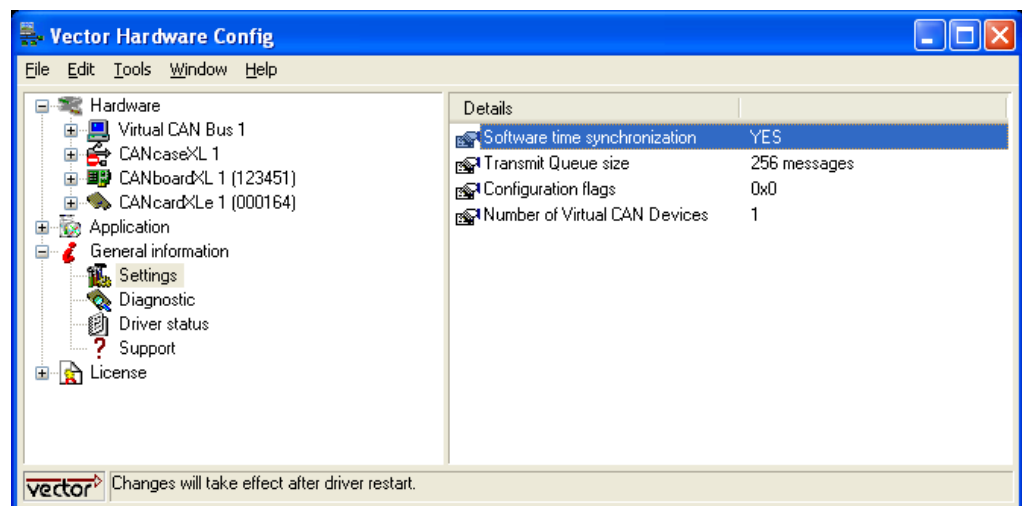 Vector Hardware Config
File Edit Tools Window Help
Hardware
Virtual CAN Bus 1
CANcaseXL 1
CANboardXL 1 (123451)
CANcardXLe 1 (000164)
Application
General information
Settings
Diagnostic
Driver status
Support
License
Details
Software time synchronization YES
Transmit Queue size 256 messages
Configuration flags 0x0
Number of Virtual CAN Devices 1
vector Changes will take effect after driver restart.